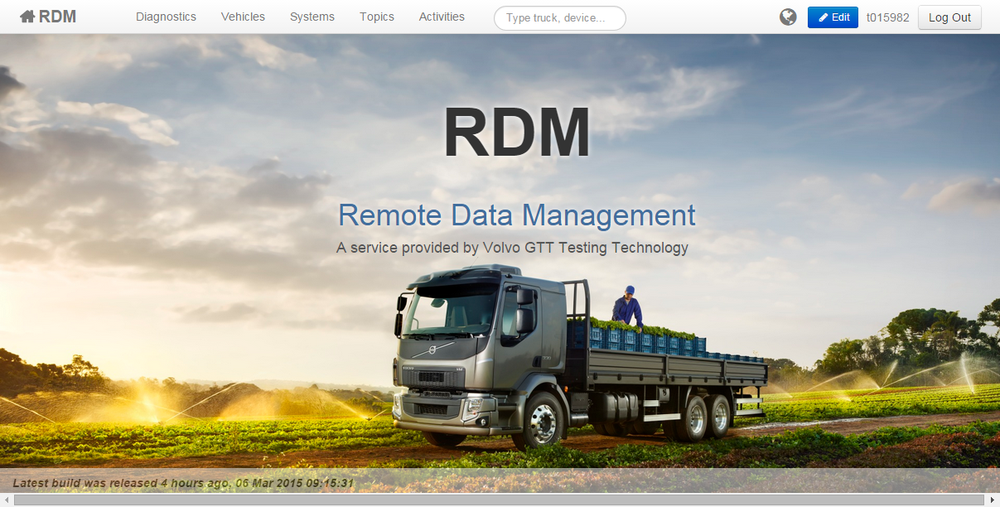 RDM
Diagnostics Vehicles Systems Topics Activities
Type truck, device...
Edit
t015982
Log Out
RDM
Remote Data Management
A service provided by Volvo GTT Testing Technology
Latest build was released 4 hours ago, 06 Mar 2015 09:15:31